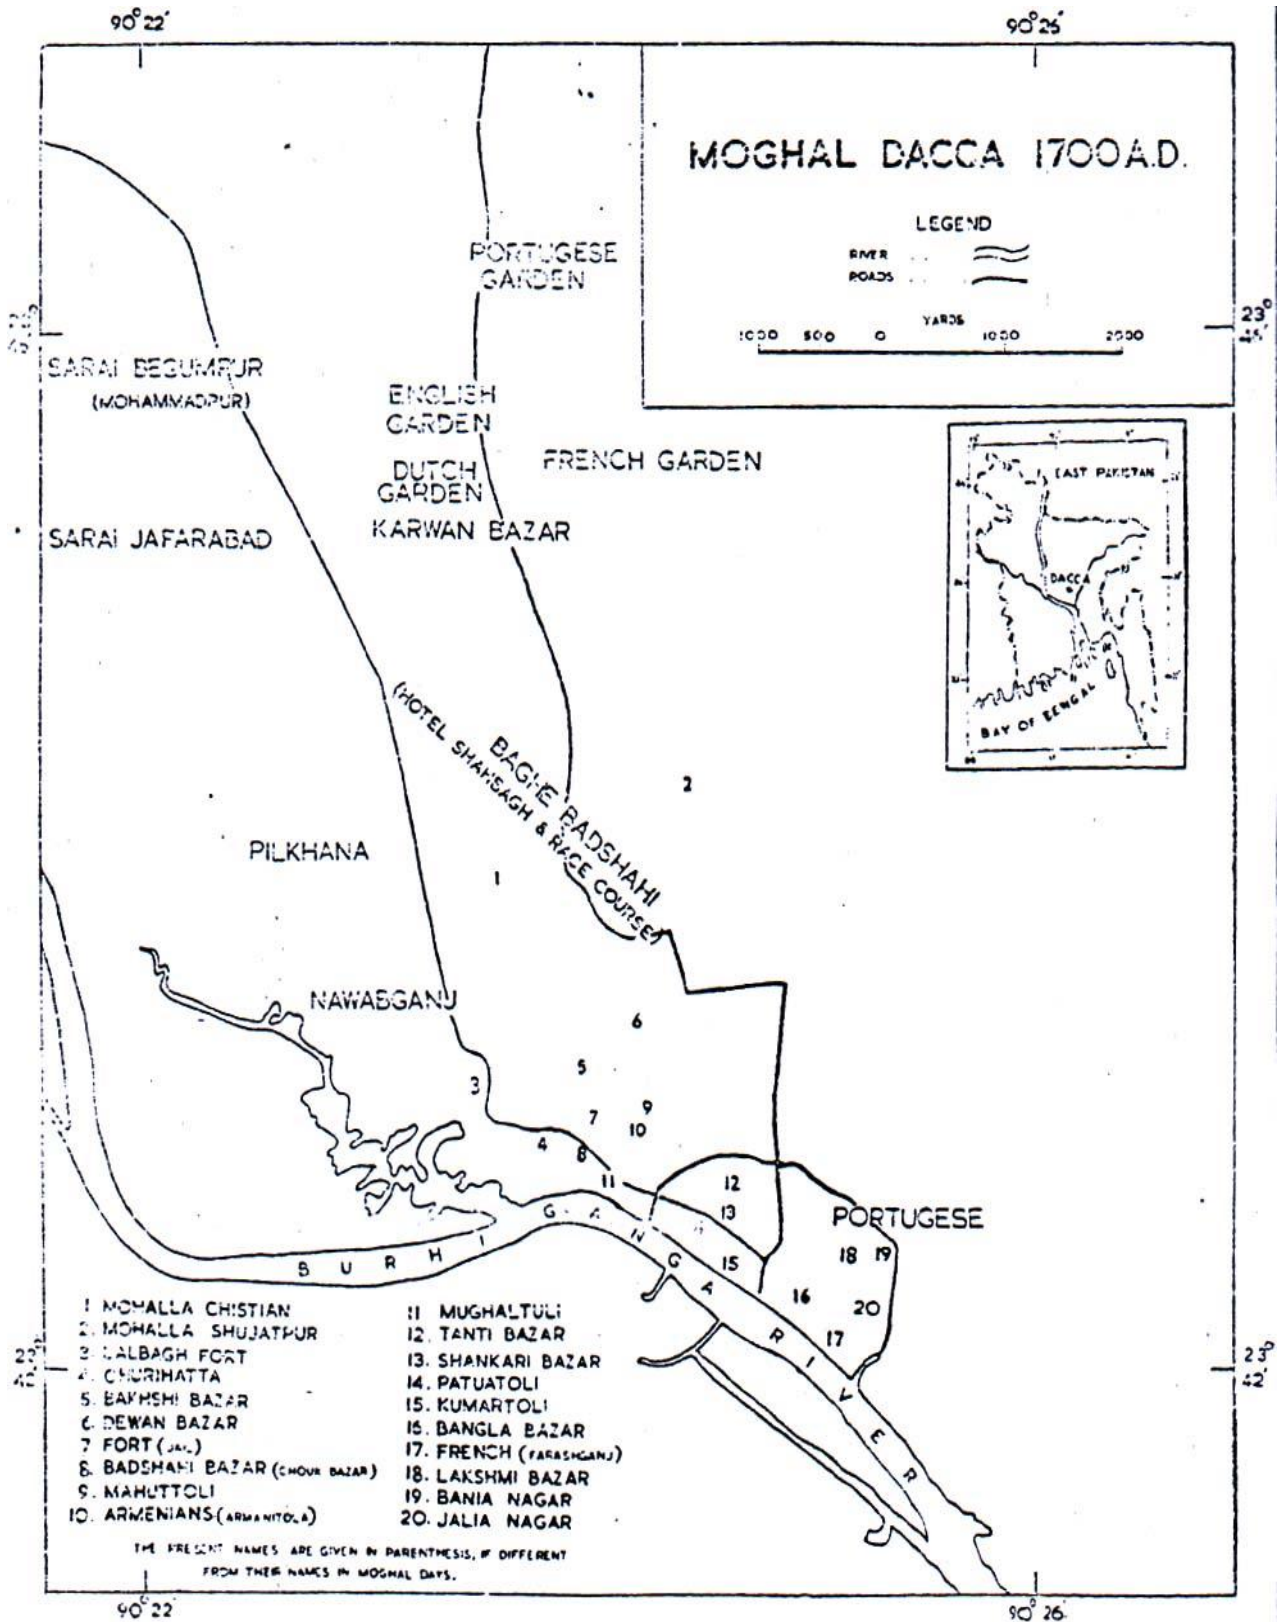 90°22'
90°26'
MOGHAL DACCA 1700A.D.
LEGEND
RIVER
ROADS
YARDS
1000 500 0 1000 2000
23°
45'
PORTUGESE
GARDEN
SARAI BEGUMPUR
(MOHAMMADPUR)
ENGLISH
GARDEN
DUTCH
GARDEN
FRENCH GARDEN
KARWAN BAZAR
SARAI JAFARABAD
EAST PAKISTAN
DACCA
BAY OF BENGAL
BAGHE BADSHAHI
(HOTEL SHAHBAGH & RACE COURSE)
2
PILKHANA
1
NAWABGANJ
6
5
3
9
7
10
4
8
11
12
13
PORTUGESE
15
18 19
16
20
17
BURHI GANGA RIVER
1 MOHALLA CHISTIAN
2. MOHALLA SHUJATPUR
3 LALBAGH FORT
4. CHURIHATTA
5 BAKHSHI BAZAR
6 DEWAN BAZAR
7 FORT (JAIL)
8 BADSHAHI BAZAR (CHOUK BAZAR)
9 MAHUTTOLI
10. ARMENIANS (ARMANITOLA)
11 MUGHALTULI
12. TANTI BAZAR
13. SHANKARI BAZAR
14. PATUATOLI
15. KUMARTOLI
16. BANGLA BAZAR
17. FRENCH (FARASHGANJ)
18. LAKSHMI BAZAR
19. BANIA NAGAR
20. JALIA NAGAR
THE PRESENT NAMES ARE GIVEN IN PARENTHESIS, IF DIFFERENT
FROM THEIR NAMES IN MOGHAL DAYS.
23°
42'
23°
42'
90°22'
90°26'